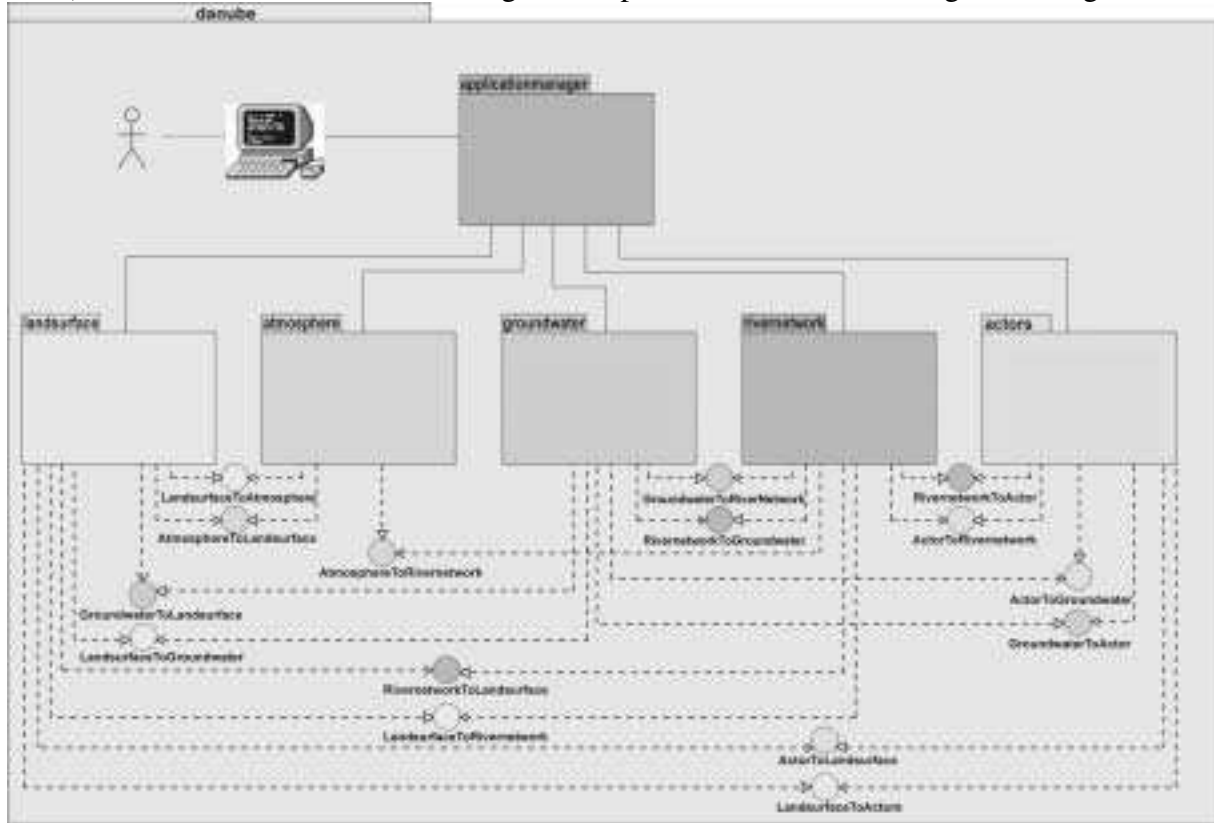 danube
applicationmanager
landsurface
atmosphere
groundwater
rivernetwork
actors
LandsurfaceToAtmosphere
GroundwaterToRiverNetwork
RivernetworkToActor
AtmosphereToLandsurface
RivernetworkToGroundwater
ActorToRivernetwork
AtmosphereToRivernetwork
GroundwaterToLandsurface
ActorToGroundwater
LandsurfaceToGroundwater
GroundwaterToActor
RivernetworkToLandsurface
LandsurfaceToRivernetwork
ActorToLandsurface
LandsurfaceToActors